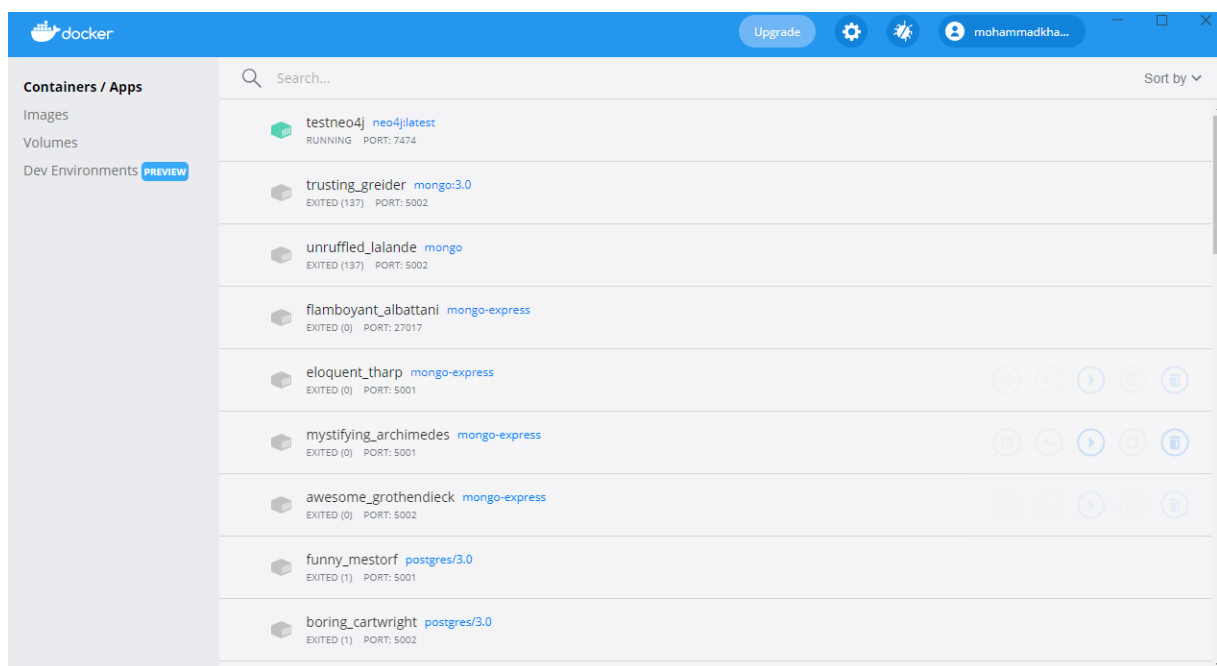 docker
Upgrade
mohammadkha...
Containers / Apps
Images
Volumes
Dev Environments PREVIEW
Search...
Sort by
testneo4j neo4j:latest
RUNNING PORT: 7474
trusting_greider mongo:3.0
EXITED (137) PORT: 5002
unruffled_lalande mongo
EXITED (137) PORT: 5002
flamboyant_albattani mongo-express
EXITED (0) PORT: 27017
eloquent_tharp mongo-express
EXITED (0) PORT: 5001
mystifying_archimedes mongo-express
EXITED (0) PORT: 5001
awesome_grothendieck mongo-express
EXITED (0) PORT: 5002
funny_mestorf postgres/3.0
EXITED (1) PORT: 5001
boring_cartwright postgres/3.0
EXITED (1) PORT: 5002